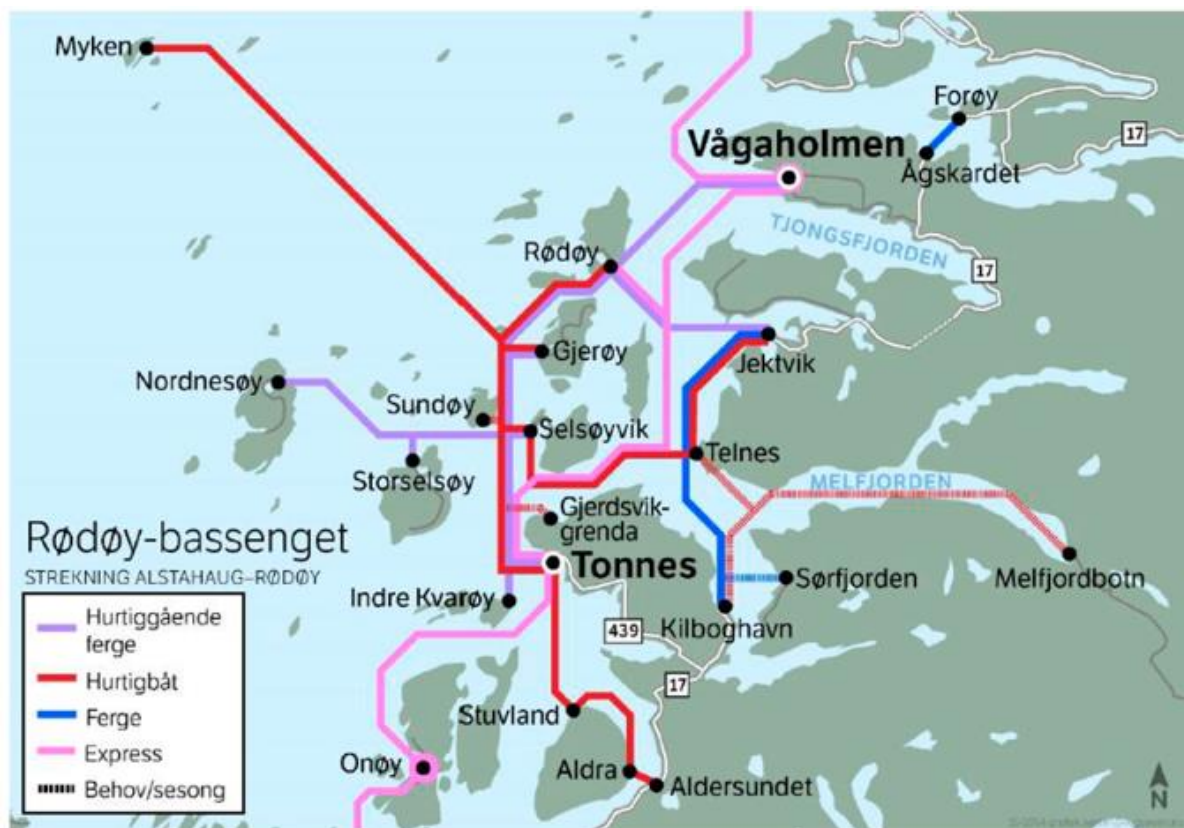 Myken
Forøy
17
Vågaholmen
Ågskardet
TJONGSFJORDEN
Rødøy
17
Gjerøy
Jektvik
Nordnesøy
Sundøy
Selsøyvik
Telnes
Storselsøy
MELFJORDEN
Gjerdsvik-
grenda
Rødøy-bassenget
STREKNING ALSTAHAUG–RØDØY
Tonnes
Sørfjorden
Melfjordbotn
Indre Kvarøy
Kilboghavn
439
17
Hurtiggående
ferge
Hurtigbåt
Ferge
Express
Behov/sesong
Stuvland
Onøy
Aldra
Aldersundet
N